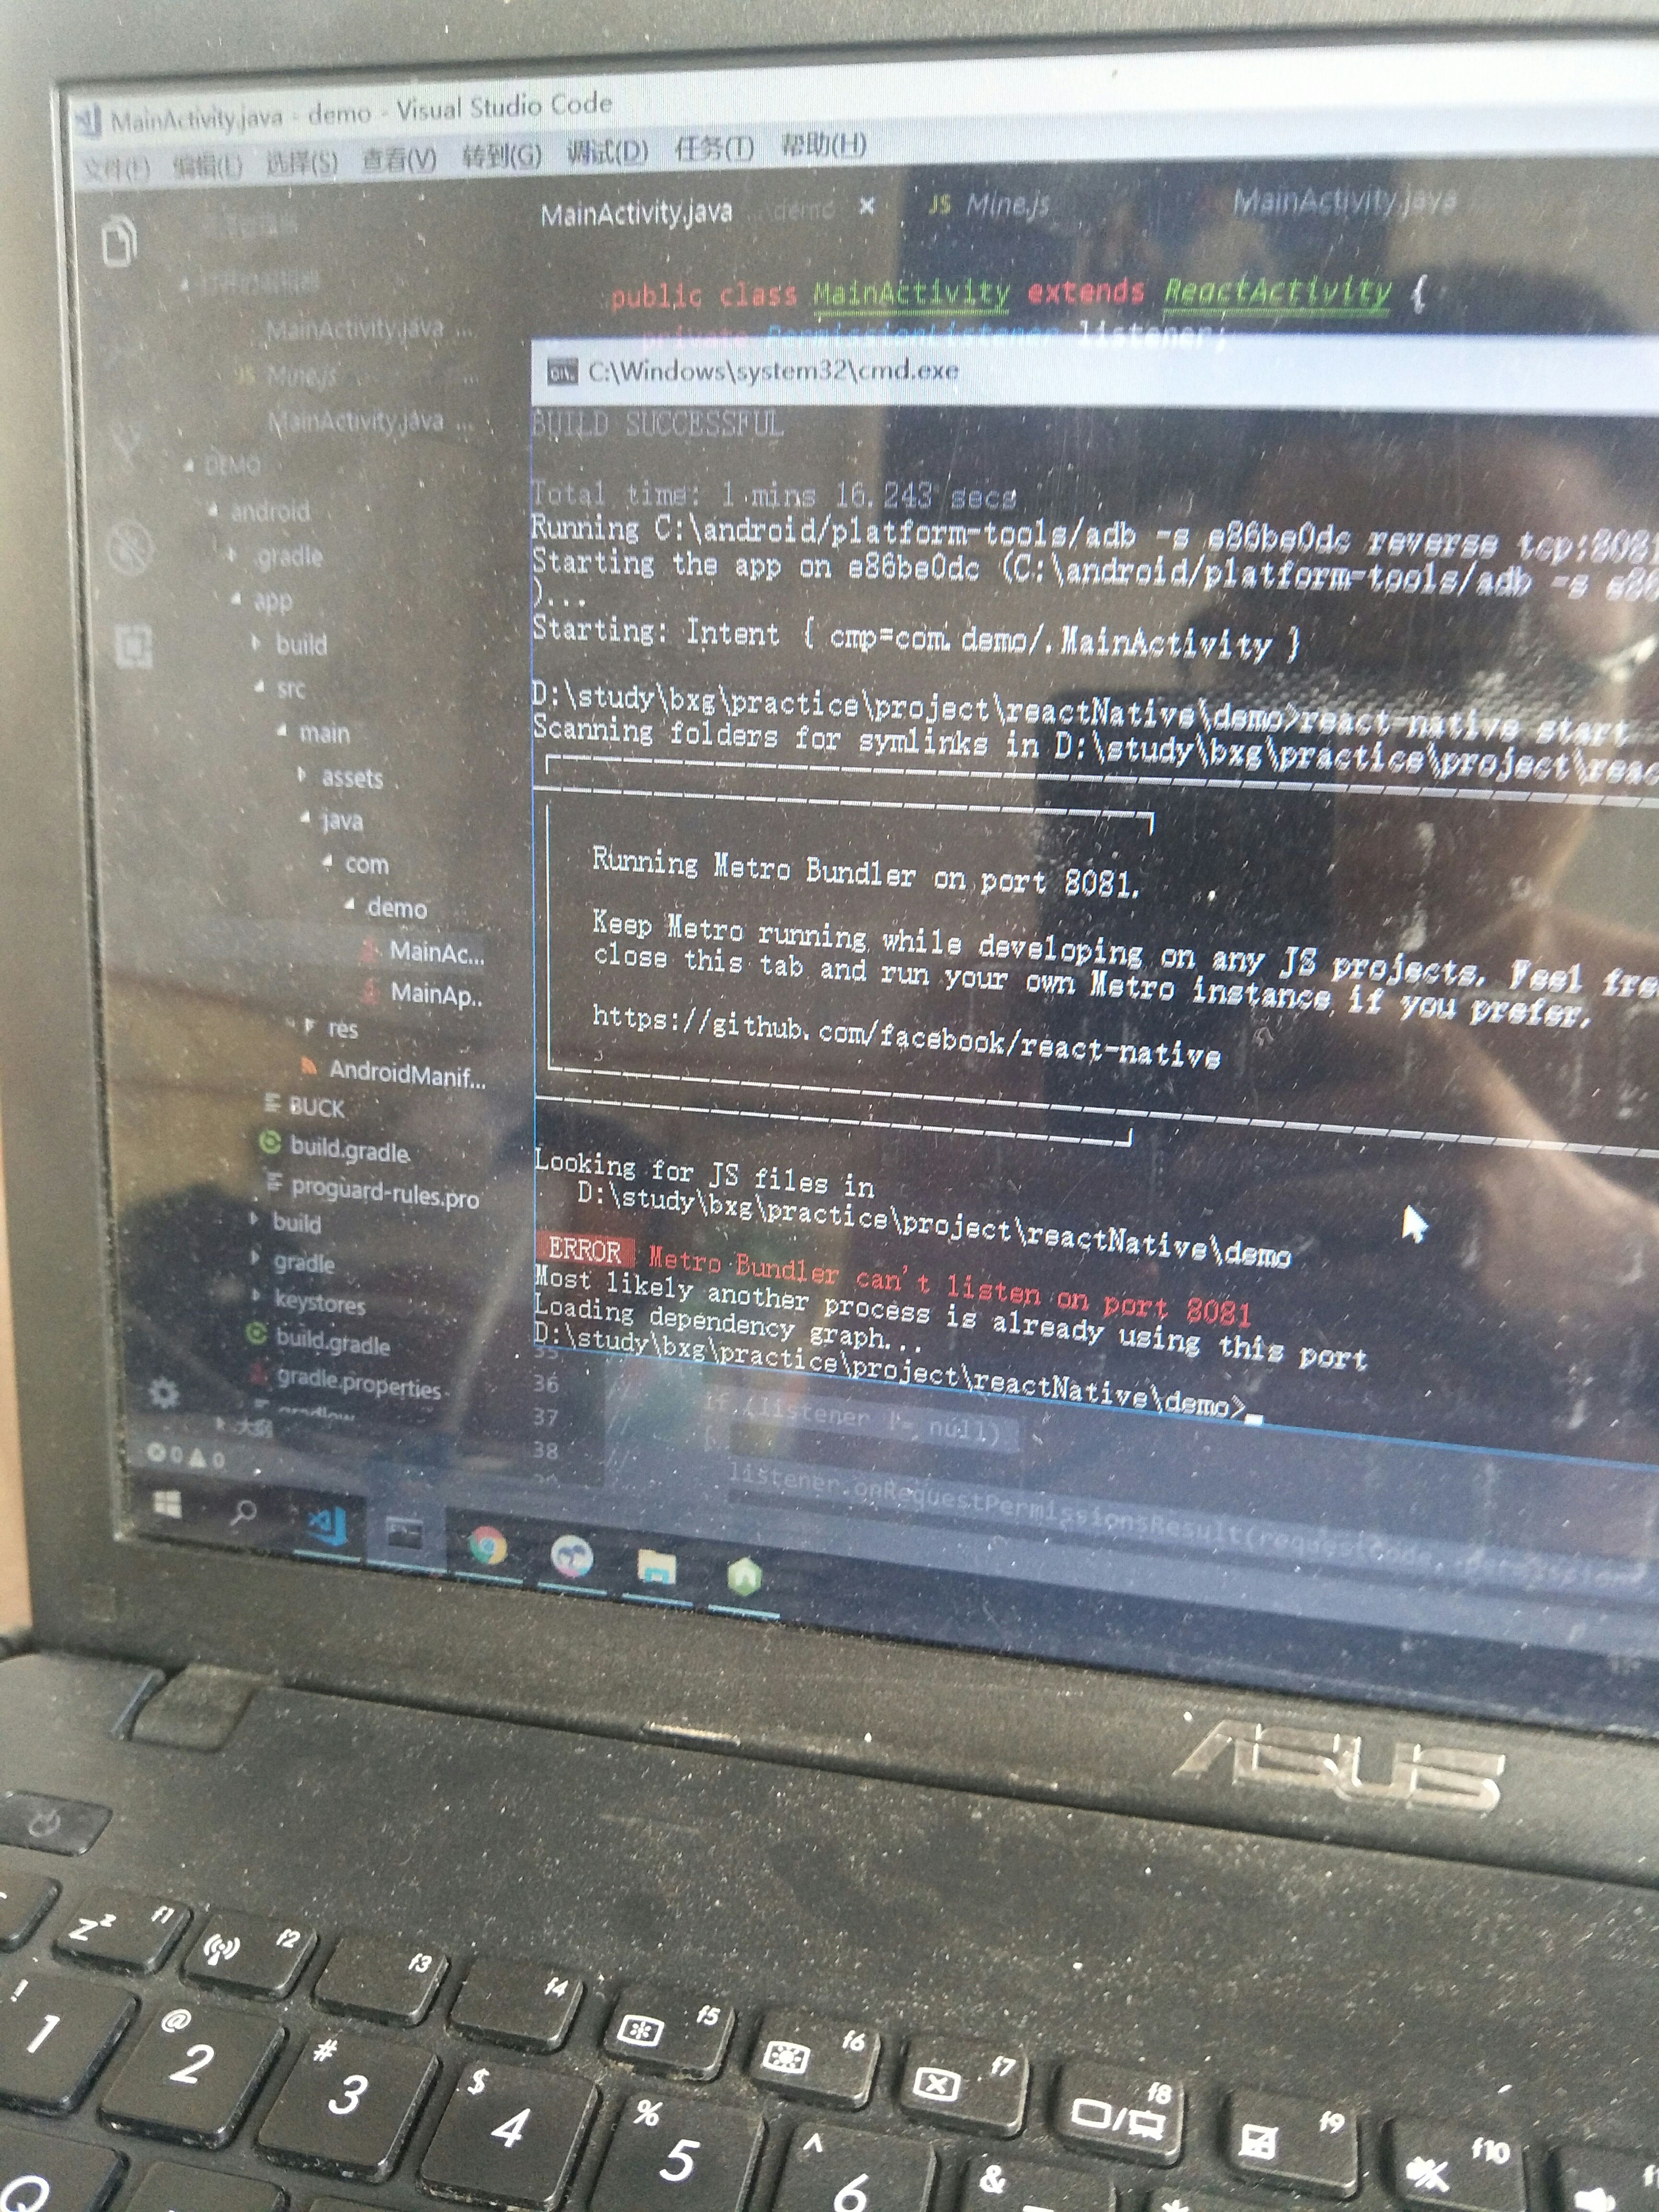 MainActivity.java - demo - Visual Studio Code
文件(F) 编辑(E) 选择(S) 查看(V) 转到(G) 调试(D) 任务(T) 帮助(H)
MainActivity.java ...demo × JS Mine.js MainActivity.java
public class MainActivity extends ReactActivity {
private PermissionListener listener;
MainActivity.java ...
JS Mine.js ...
MainActivity.java ...
DEMO
android
.gradle
app
build
src
main
assets
java
com
demo
MainAc...
MainAp..
res
AndroidManif...
BUCK
build.gradle
proguard-rules.pro
build
gradle
keystores
build.gradle
gradle.properties
大纲
0 0
C:\Windows\system32\cmd.exe
BUILD SUCCESSFUL
Total time: 1 mins 16.243 secs
Running C:\android/platform-tools/adb -s e86be0dc reverse tcp:8081
Starting the app on e86be0dc (C:\android/platform-tools/adb -s e86
)...
Starting: Intent { cmp=com.demo/.MainActivity }
D:\study\bxg\practice\project\reactNative\demo>react-native start
Scanning folders for symlinks in D:\study\bxg\practice\project\reac
Running Metro Bundler on port 8081.
Keep Metro running while developing on any JS projects. Feel fre
close this tab and run your own Metro instance if you prefer.
https://github.com/facebook/react-native
Looking for JS files in
D:\study\bxg\practice\project\reactNative\demo
ERROR Metro Bundler can't listen on port 8081
Most likely another process is already using this port
Loading dependency graph...
D:\study\bxg\practice\project\reactNative\demo>
35
36 if (listener != null)
37 {
38 listener.onRequestPermissionsResult(requestCode,
ASUS
f1 f2 f3 f4 f5 f6 f7 f8 f9 f10
! 1 @ 2 # 3 $ 4 % 5 ^ 6 & *
Q